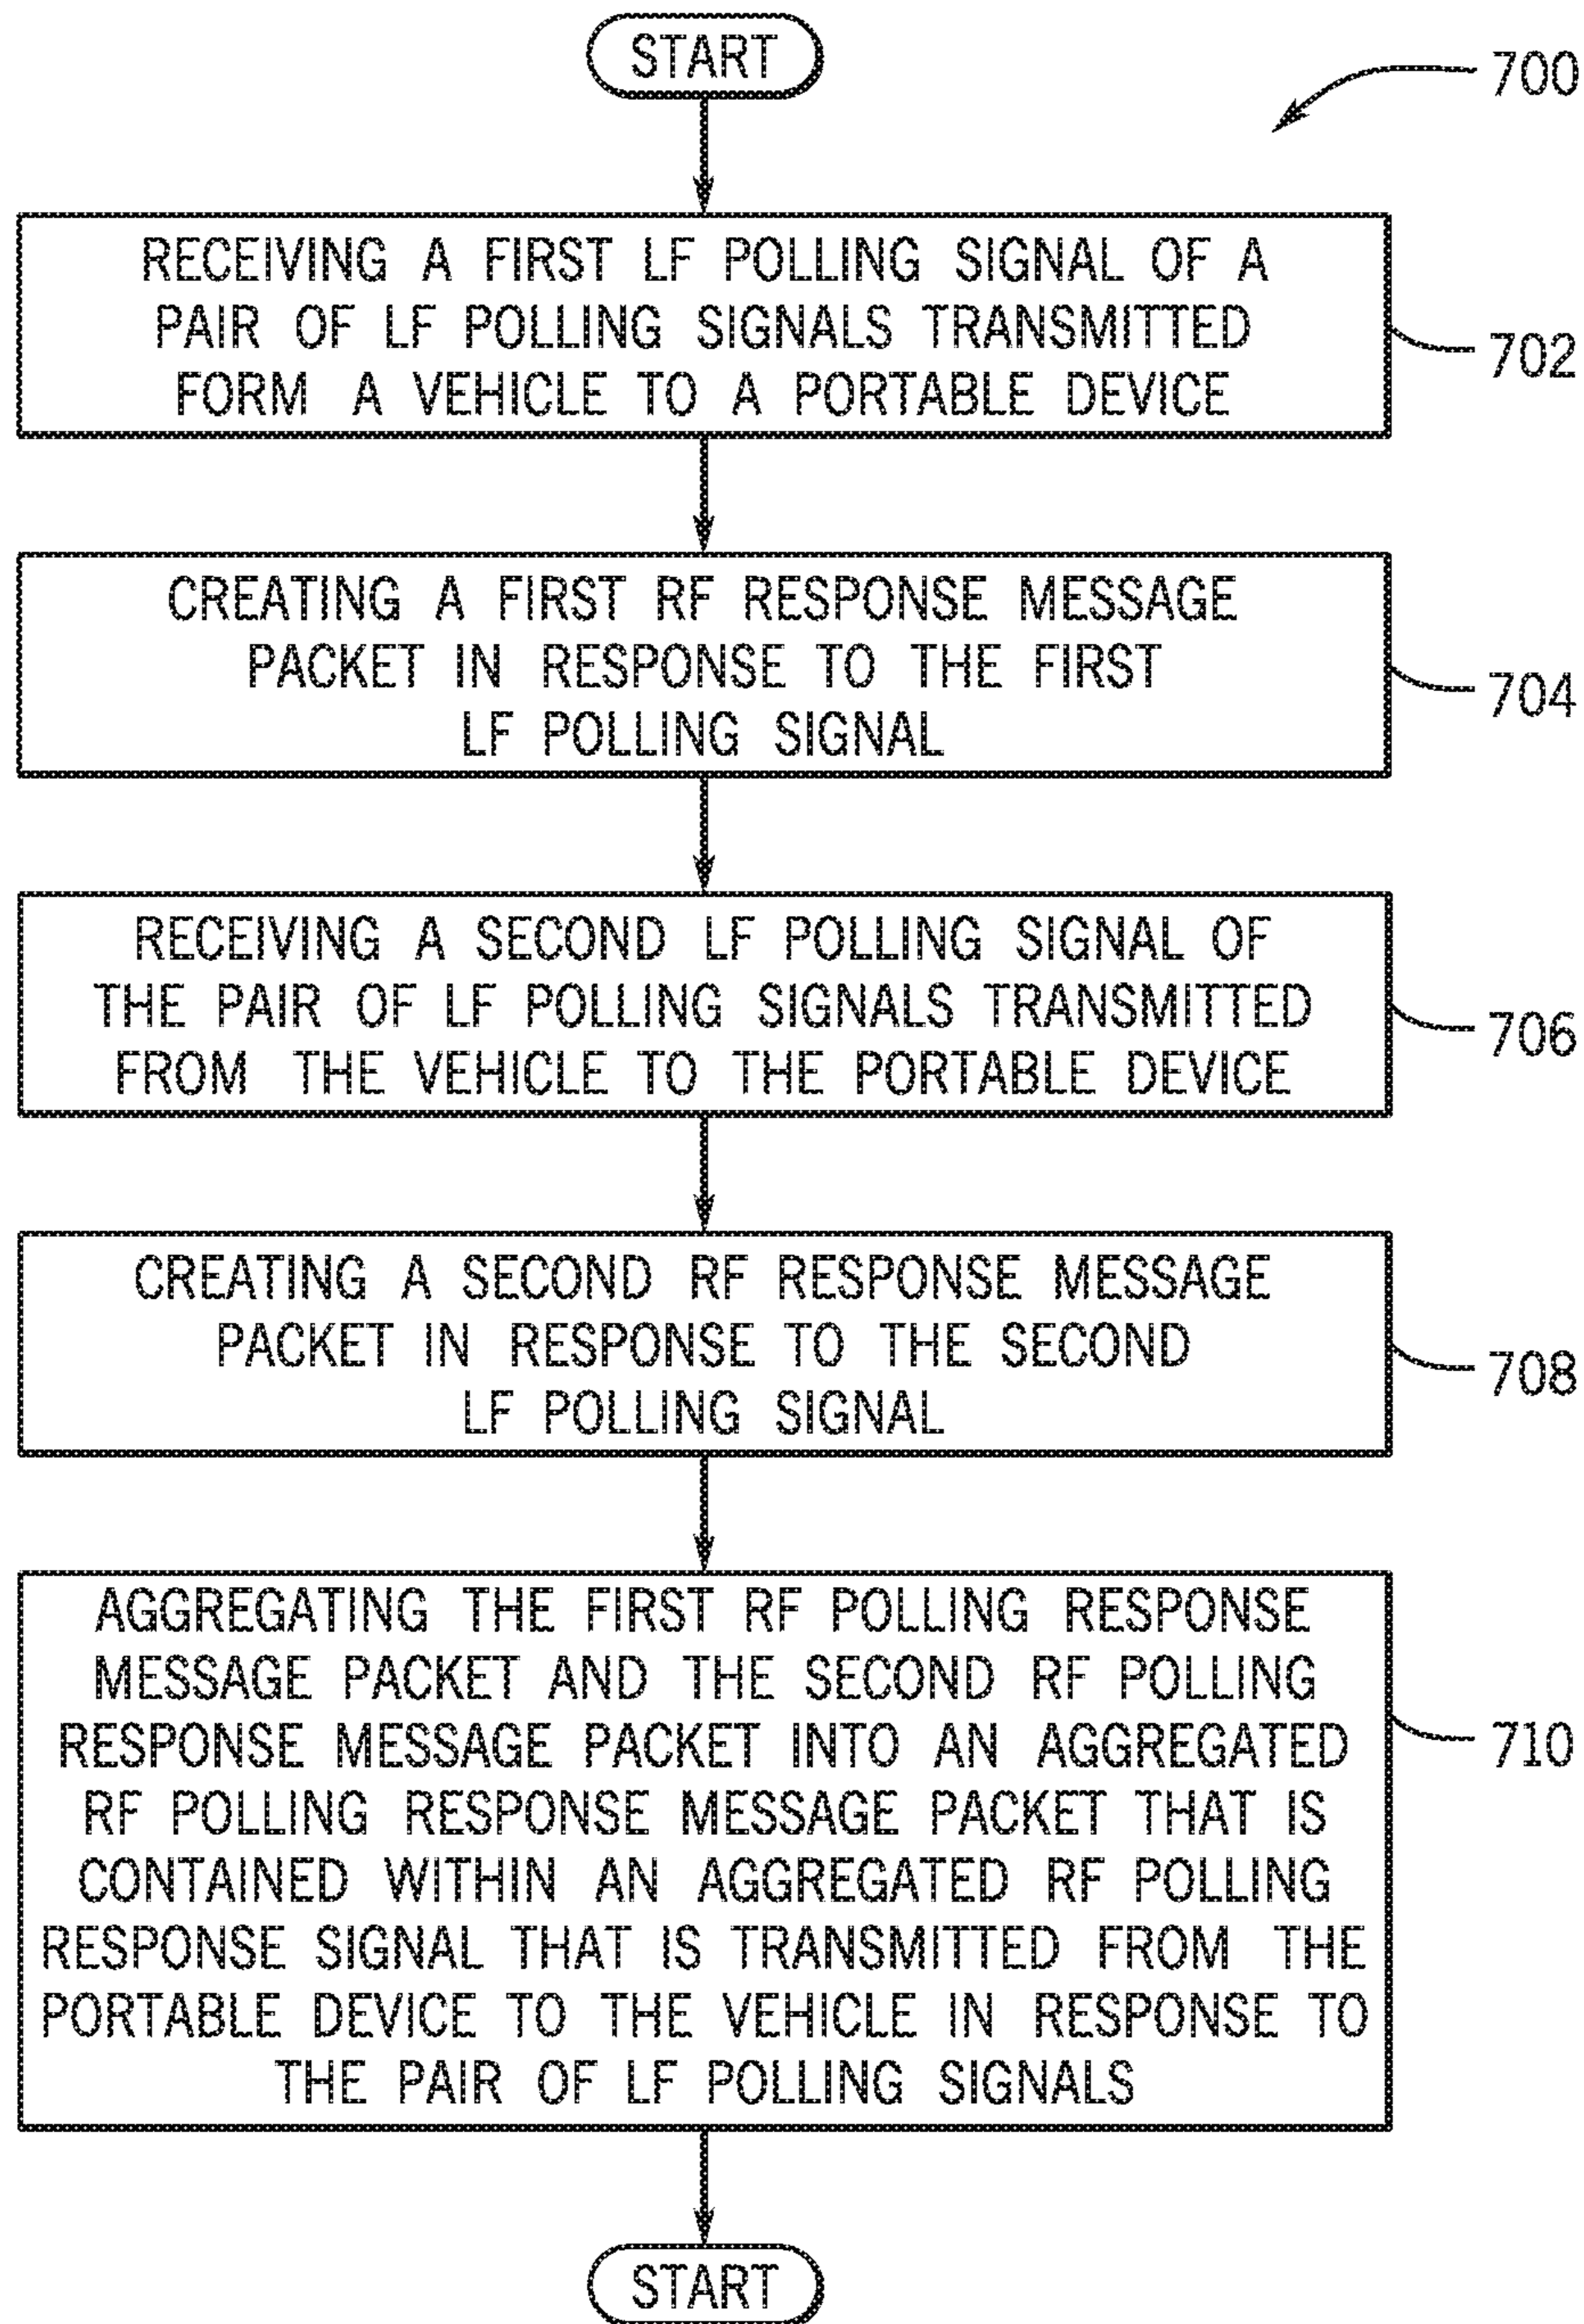 START
700
RECEIVING A FIRST LF POLLING SIGNAL OF A
PAIR OF LF POLLING SIGNALS TRANSMITTED
FORM A VEHICLE TO A PORTABLE DEVICE
702
CREATING A FIRST RF RESPONSE MESSAGE
PACKET IN RESPONSE TO THE FIRST
LF POLLING SIGNAL
704
RECEIVING A SECOND LF POLLING SIGNAL OF
THE PAIR OF LF POLLING SIGNALS TRANSMITTED
FROM THE VEHICLE TO THE PORTABLE DEVICE
706
CREATING A SECOND RF RESPONSE MESSAGE
PACKET IN RESPONSE TO THE SECOND
LF POLLING SIGNAL
708
AGGREGATING THE FIRST RF POLLING RESPONSE
MESSAGE PACKET AND THE SECOND RF POLLING
RESPONSE MESSAGE PACKET INTO AN AGGREGATED
RF POLLING RESPONSE MESSAGE PACKET THAT IS
CONTAINED WITHIN AN AGGREGATED RF POLLING
RESPONSE SIGNAL THAT IS TRANSMITTED FROM THE
PORTABLE DEVICE TO THE VEHICLE IN RESPONSE TO
THE PAIR OF LF POLLING SIGNALS
710
START